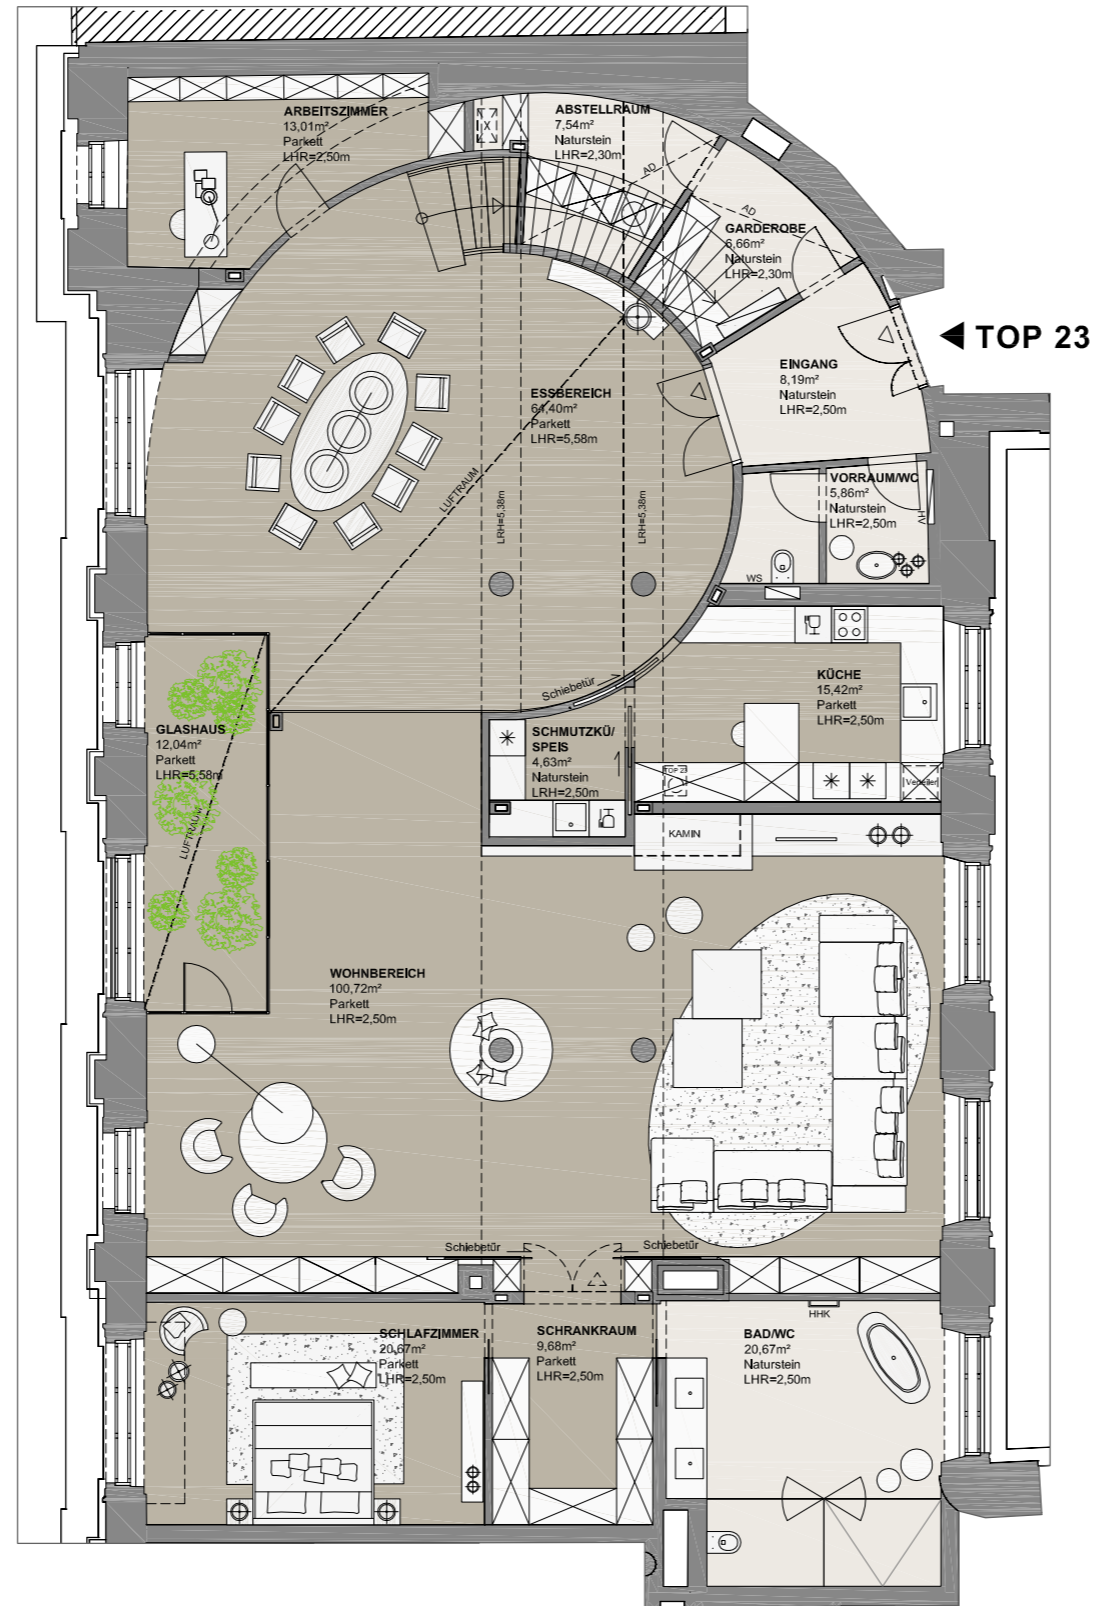 ARBEITSZIMMER
13,01m²
Parkett
LHR=2,50m
X
ABSTELLRAUM
7,54m²
Naturstein
LHR=2,30m
AD
AD
GARDEROBE
6,66m²
Naturstein
LHR=2,30m
TOP 23
EINGANG
8,19m²
Naturstein
LHR=2,50m
ESSBEREICH
64,40m²
Parkett
LHR=5,58m
LUFTRAUM
LRH=5,38m
LRH=5,38m
VORRAUM/WC
5,86m²
Naturstein
LHR=2,50m
HV
WS
Schiebetür
KÜCHE
15,42m²
Parkett
LHR=2,50m
GLASHAUS
12,04m²
Parkett
LHR=5,58m
LUFTRAUM
SCHMUTZKÜ/
SPEIS
4,63m²
Naturstein
LRH=2,50m
TOP 23
Verteiler
KAMIN
WOHNBEREICH
100,72m²
Parkett
LHR=2,50m
Schiebetür
Schiebetür
SCHLAFZIMMER
20,67m²
Parkett
LHR=2,50m
SCHRANKRAUM
9,68m²
Parkett
LHR=2,50m
HHK
BAD/WC
20,67m²
Naturstein
LHR=2,50m